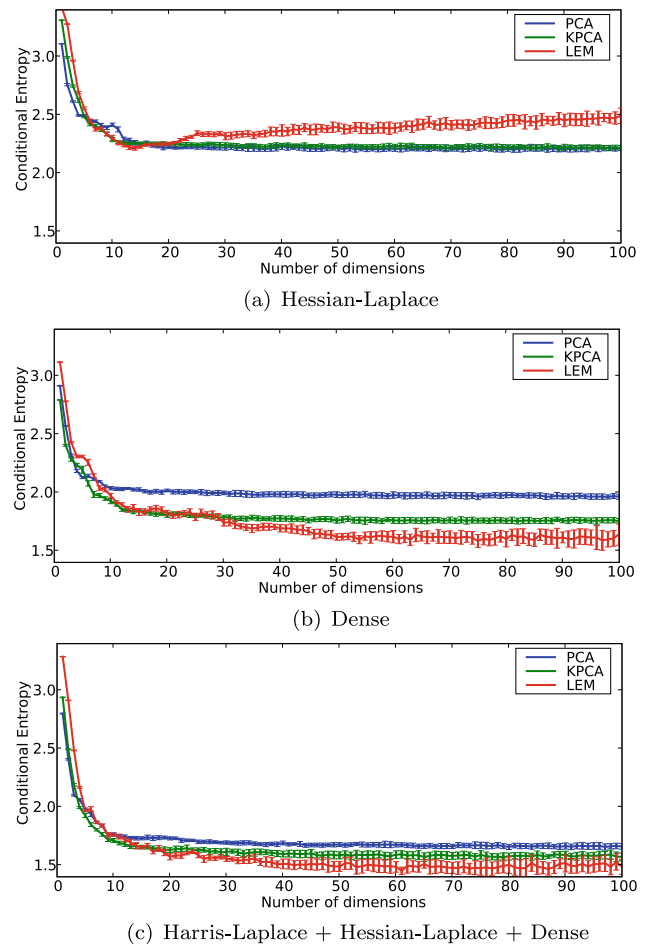 PCA
KPCA
LEM
3.0
2.5
2.0
1.5
Conditional Entropy
0 10 20 30 40 50 60 70 80 90 100
Number of dimensions
(a) Hessian-Laplace
PCA
KPCA
LEM
3.0
2.5
2.0
1.5
Conditional Entropy
0 10 20 30 40 50 60 70 80 90 100
Number of dimensions
(b) Dense
PCA
KPCA
LEM
3.0
2.5
2.0
1.5
Conditional Entropy
0 10 20 30 40 50 60 70 80 90 100
Number of dimensions
(c) Harris-Laplace + Hessian-Laplace + Dense